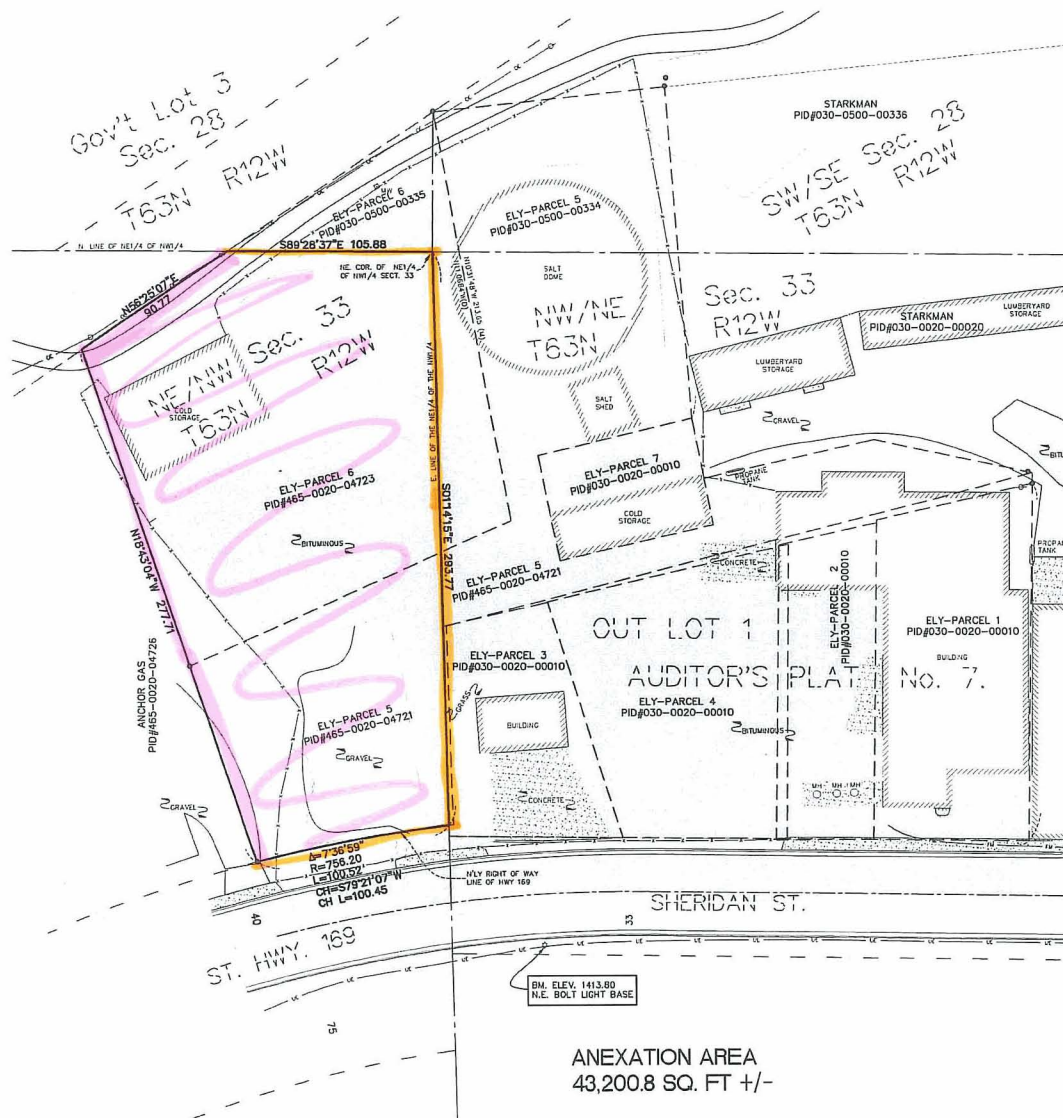 Gov't Lot 3
Sec. 28
T63N R12W
STARKMAN
PID#030-0500-00336
SW/SE Sec. 28
T63N R12W
ELY-PARCEL 6
PID#030-0500-00335
ELY-PARCEL 5
PID#030-0500-00334
N. LINE OF NE1/4 OF NW1/4
S89°28'37"E 105.88
NE. COR. OF NE1/4
OF NW1/4 SECT. 33
N56°25'07"E
90.77
SALT
DOME
NW/NE
T63N
Sec. 33
R12W
STARKMAN
PID#030-0020-00020
LUMBERYARD
STORAGE
LUMBERYARD
STORAGE
NE/NW Sec. 33
T63N R12W
COLD
STORAGE
E. LINE OF THE NE1/4 OF THE NW1/4
SALT
SHED
GRAVEL
ELY-PARCEL 6
PID#465-0020-04723
ELY-PARCEL 7
PID#030-0020-00010
COLD
STORAGE
PROPANE
TANK
BITUMINOUS
S01°14'15"E 293.77
N18°43'04"W 277.71
CONCRETE
PROPANE
TANK
ELY-PARCEL 5
PID#465-0020-04721
ELY-PARCEL 2
PID#030-0020-00010
OUT LOT 1
ELY-PARCEL 1
PID#030-0020-00010
BUILDING
ELY-PARCEL 3
PID#030-0020-00010
AUDITOR'S PLAT No. 7.
ELY-PARCEL 4
PID#030-0020-00010
BITUMINOUS
ANCHOR GAS
PID#465-0020-04726
GRASS
BUILDING
ELY-PARCEL 5
PID#465-0020-04721
GRAVEL
CONCRETE
MH MH MH
GRAVEL
Δ=7°36'59"
R=756.20
L=100.52
CH=S79°21'07"W
CH L=100.45
N'LY RIGHT OF WAY
LINE OF HWY 169
40
33
SHERIDAN ST.
ST. HWY. 169
BM. ELEV. 1413.80
N.E. BOLT LIGHT BASE
75
ANEXATION AREA
43,200.8 SQ. FT +/-